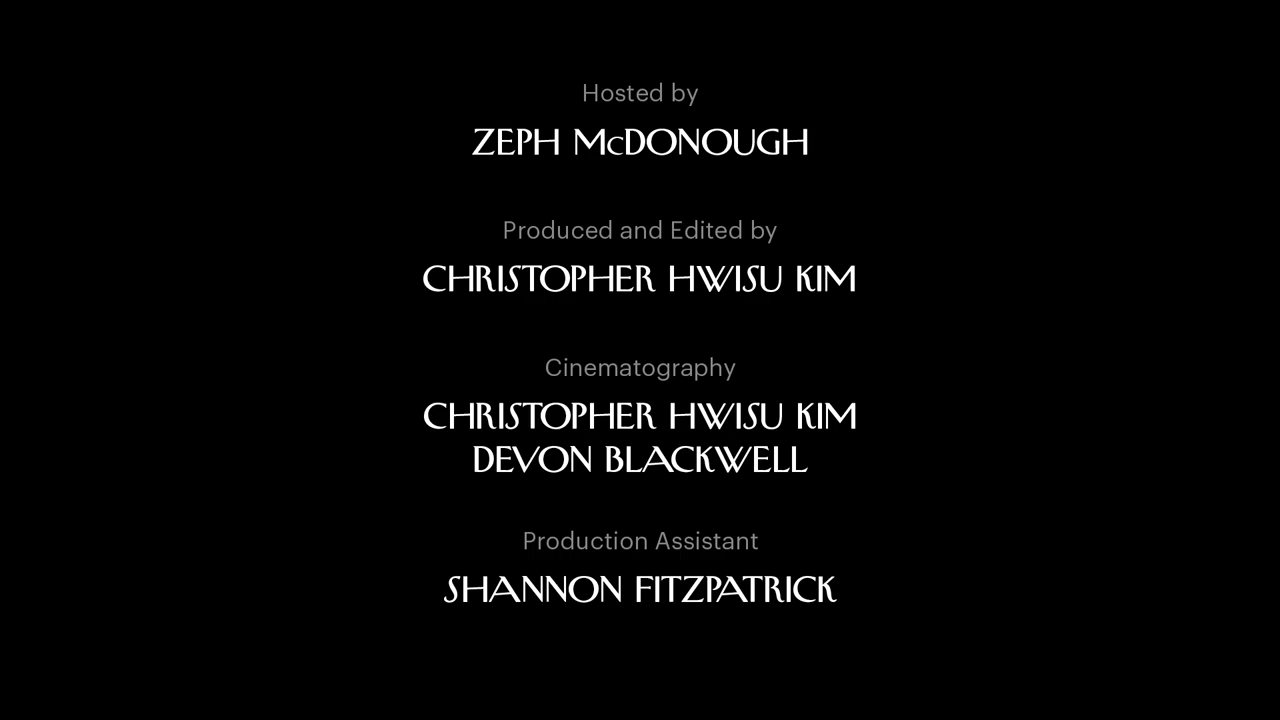 Hosted by
ZEPH McDONOUGH
Produced and Edited by
CHRISTOPHER HWISU KIM
Cinematography
CHRISTOPHER HWISU KIM
DEVON BLACKWELL
Production Assistant
SHANNON FITZPATRICK